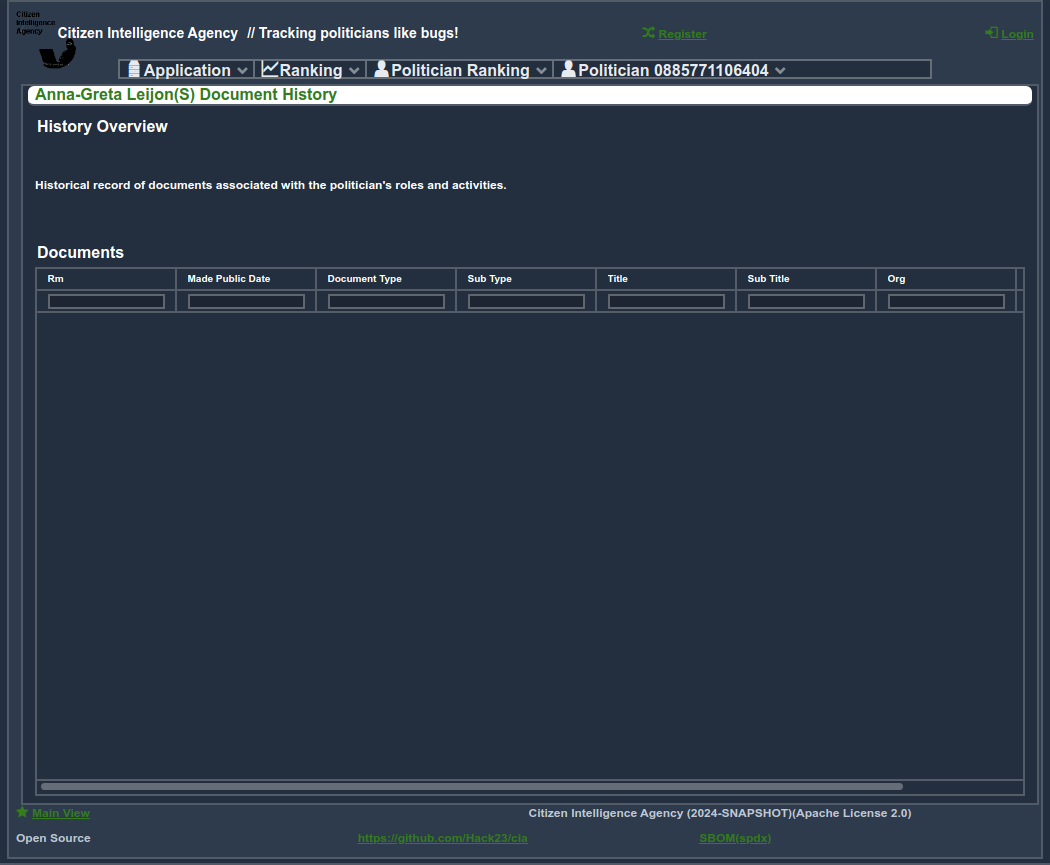 Citizen
Intelligence
Agency
Citizen Intelligence Agency // Tracking politicians like bugs!
Register
Login
Application
Ranking
Politician Ranking
Politician 0885771106404
Anna-Greta Leijon(S) Document History
History Overview
Historical record of documents associated with the politician's roles and activities.
Documents
Rm Made Public Date Document Type Sub Type Title Sub Title Org
Main View
Citizen Intelligence Agency (2024-SNAPSHOT)(Apache License 2.0)
Open Source
https://github.com/Hack23/cia
SBOM(spdx)